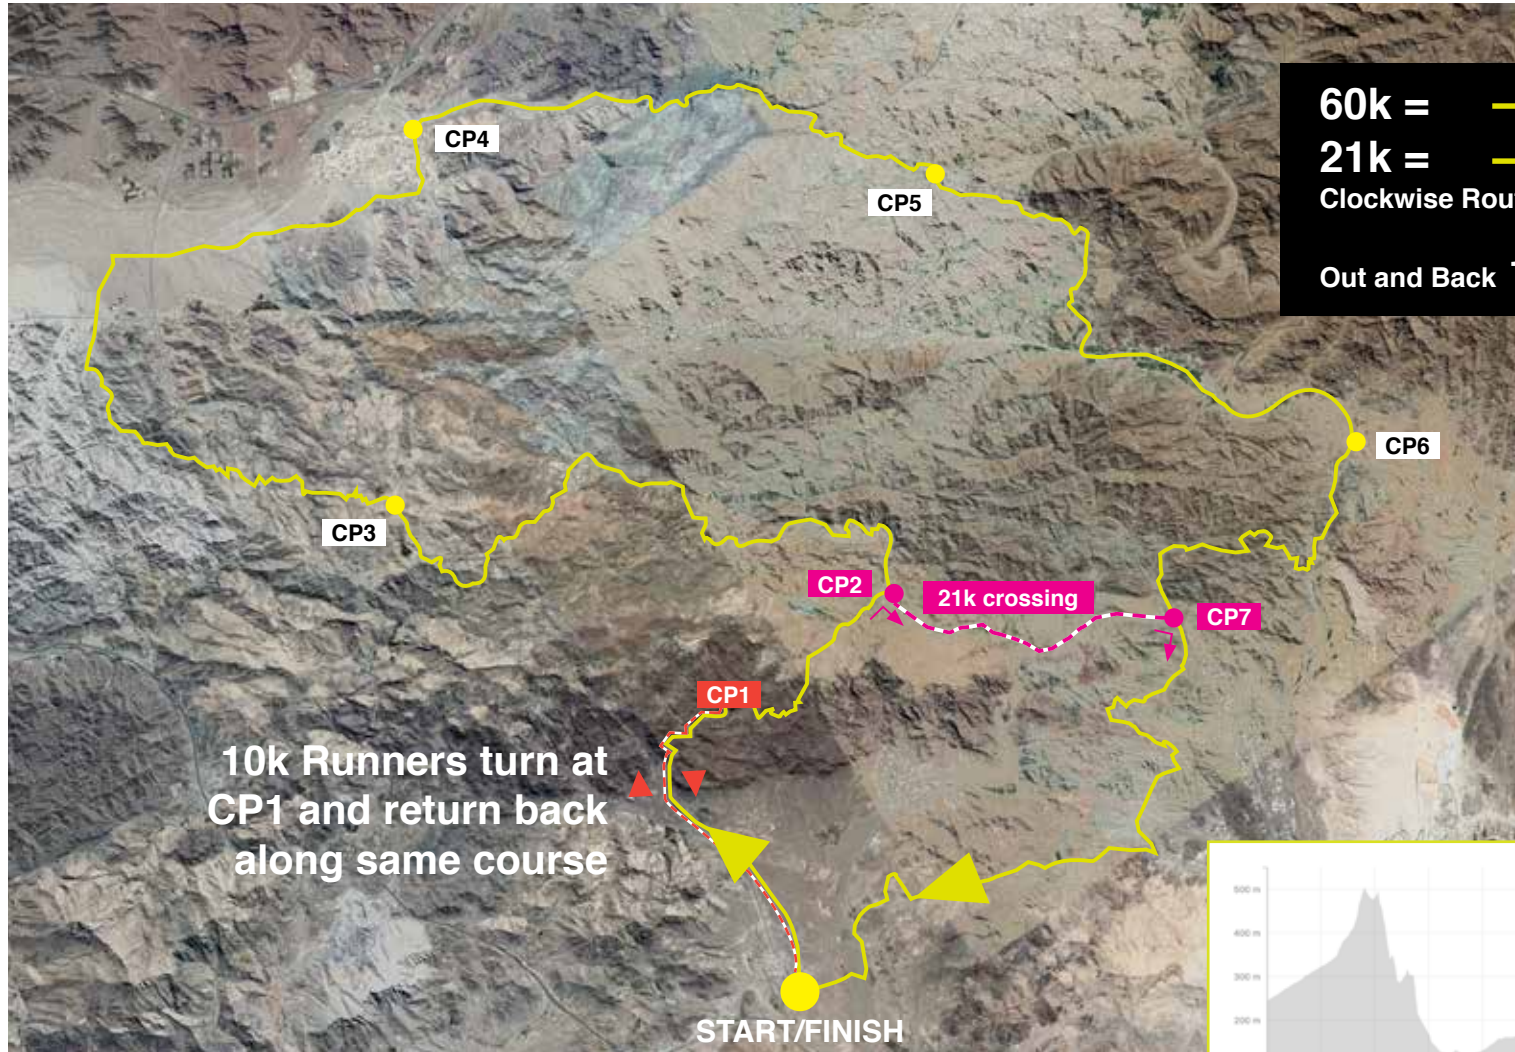 60k =
21k =
Clockwise Rou
Out and Back
CP4
CP5
CP6
CP3
CP2
21k crossing
CP7
CP1
10k Runners turn at
CP1 and return back
along same course
START/FINISH
500 m
400 m
300 m
200 m